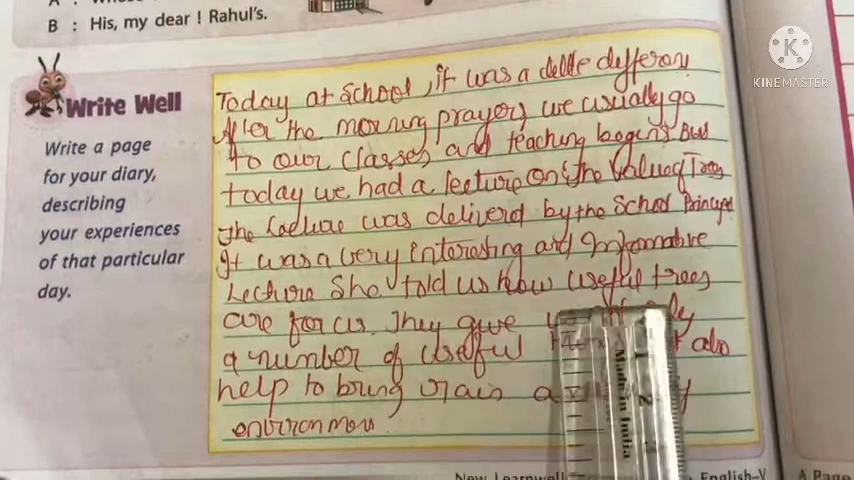 B : His, my dear ! Rahul's.
KINEMASTER
Write Well
Write a page
for your diary,
describing
your experiences
of that particular
day.
Today at School, it was a differen
After the morning prayers we usually go
To our classes and teaching begins But
today we had a lecture on the Value of Trees
The Lecture was delivered by the School Principal
It was a very interesting and Informative
Lecture She told us how useful trees
are for us. They give
a number of useful also
help to bring rain
environmen
New Learnwell
English-V
A Page